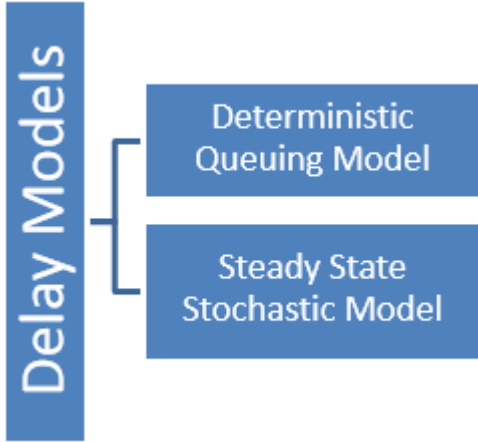 Delay Models
Deterministic
Queuing Model
Steady State
Stochastic Model